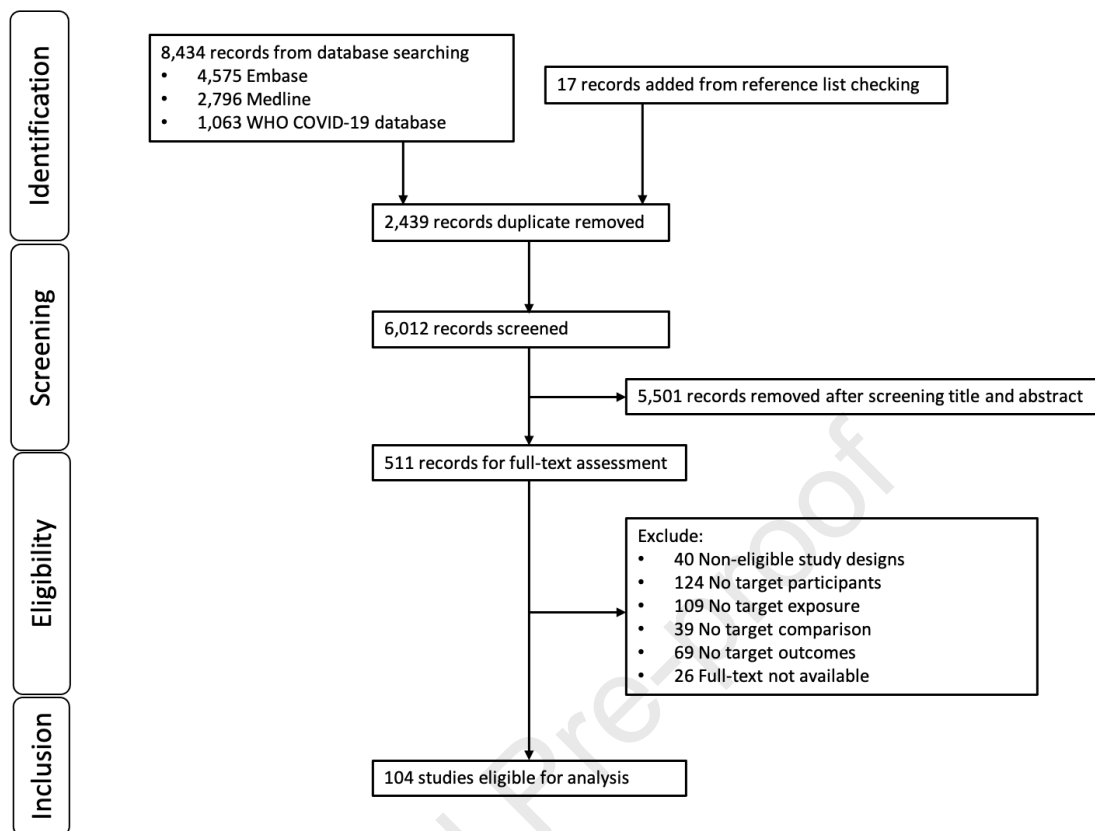 Identification
8,434 records from database searching
• 4,575 Embase
• 2,796 Medline
• 1,063 WHO COVID-19 database
17 records added from reference list checking
2,439 records duplicate removed
Screening
6,012 records screened
5,501 records removed after screening title and abstract
511 records for full-text assessment
Eligibility
Exclude:
• 40 Non-eligible study designs
• 124 No target participants
• 109 No target exposure
• 39 No target comparison
• 69 No target outcomes
• 26 Full-text not available
Inclusion
104 studies eligible for analysis
Pre-proof